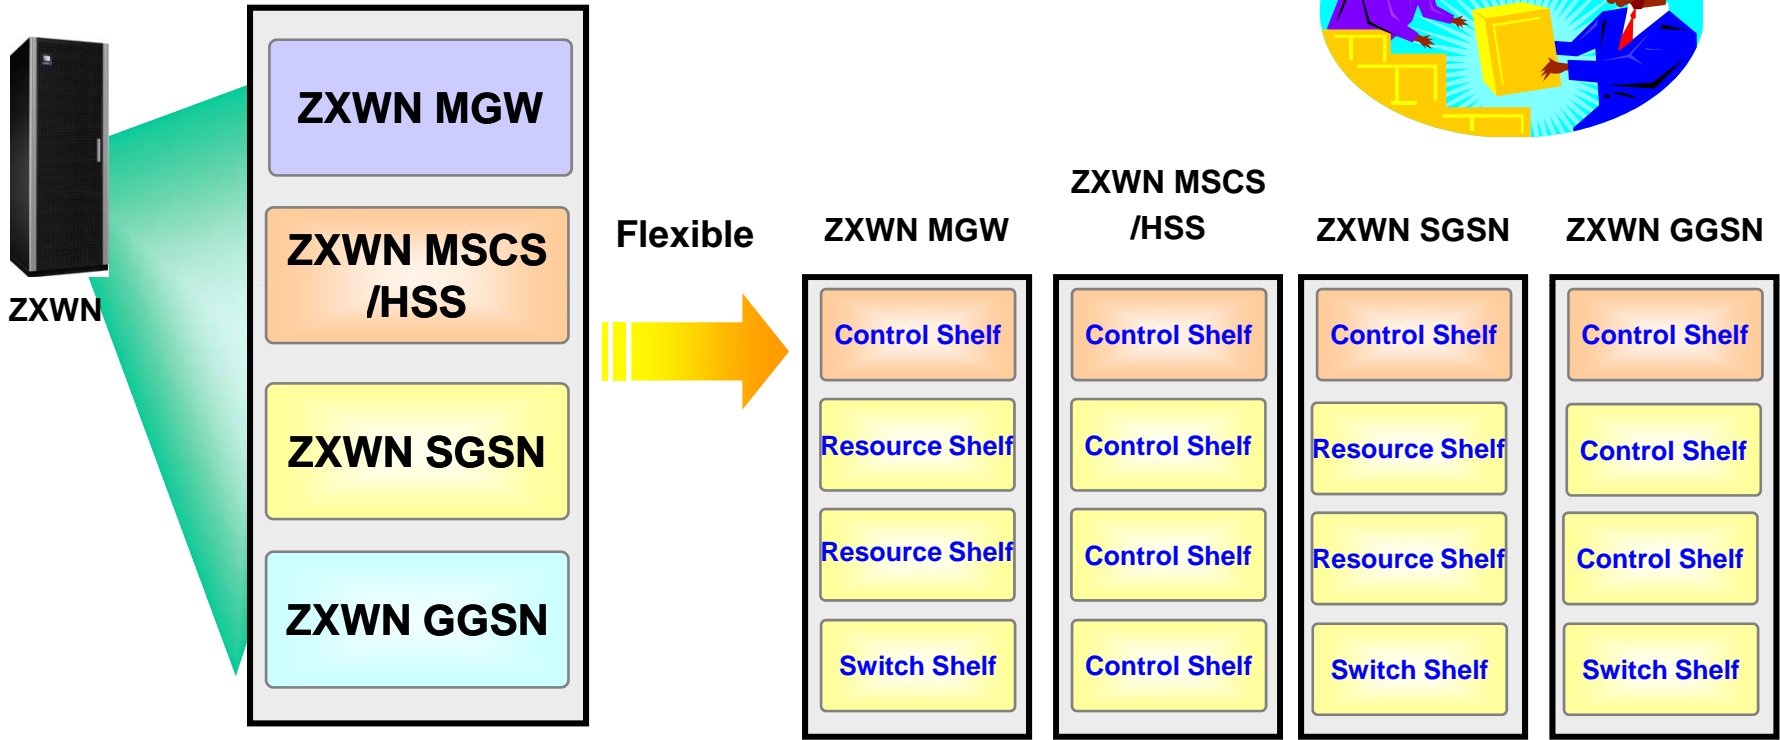 ZXWN
ZXWN MGW
ZXWN MSCS
/HSS
ZXWN SGSN
ZXWN GGSN
Flexible
ZXWN MGW
Control Shelf
Resource Shelf
Resource Shelf
Switch Shelf
ZXWN MSCS
/HSS
Control Shelf
Control Shelf
Control Shelf
Control Shelf
ZXWN SGSN
Control Shelf
Resource Shelf
Resource Shelf
Switch Shelf
ZXWN GGSN
Control Shelf
Control Shelf
Control Shelf
Switch Shelf